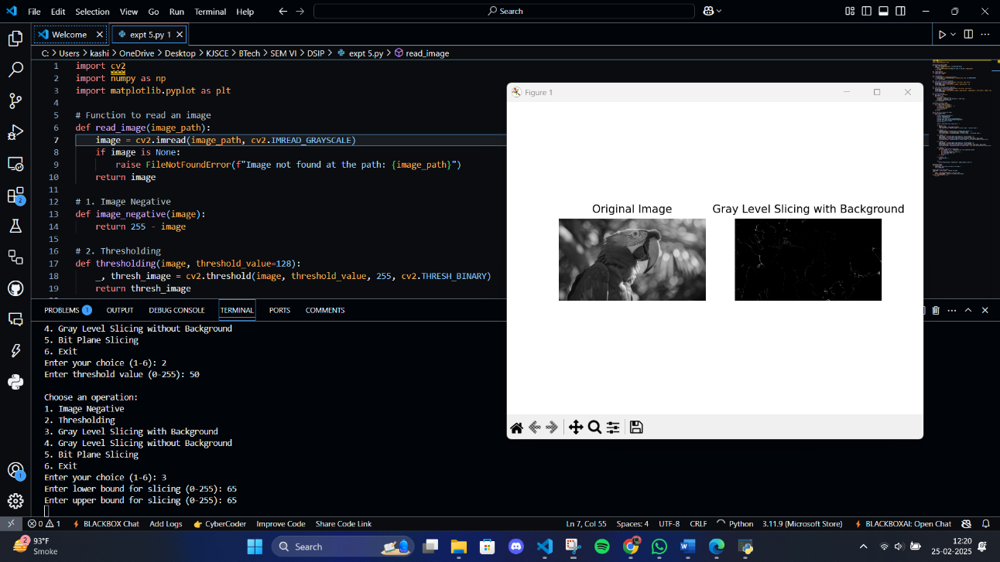 File Edit Selection View Go Run Terminal Help
Search
Welcome
expt 5.py 1
C: > Users > kashi > OneDrive > Desktop > KJSCE > BTech > SEM VI > DSIP > expt 5.py > read_image
1 import cv2
2 import numpy as np
3 import matplotlib.pyplot as plt
4
5 # Function to read an image
6 def read_image(image_path):
7 image = cv2.imread(image_path, cv2.IMREAD_GRAYSCALE)
8 if image is None:
9 raise FileNotFoundError(f"Image not found at the path: {image_path}")
10 return image
11
12 # 1. Image Negative
13 def image_negative(image):
14 return 255 - image
15
16 # 2. Thresholding
17 def thresholding(image, threshold_value=128):
18 _, thresh_image = cv2.threshold(image, threshold_value, 255, cv2.THRESH_BINARY)
19 return thresh_image
Figure 1
Original Image
Gray Level Slicing with Background
PROBLEMS 1 OUTPUT DEBUG CONSOLE TERMINAL PORTS COMMENTS
4. Gray Level Slicing without Background
5. Bit Plane Slicing
6. Exit
Enter your choice (1-6): 2
Enter threshold value (0-255): 50
Choose an operation:
1. Image Negative
2. Thresholding
3. Gray Level Slicing with Background
4. Gray Level Slicing without Background
5. Bit Plane Slicing
6. Exit
Enter your choice (1-6): 3
Enter lower bound for slicing (0-255): 65
Enter upper bound for slicing (0-255): 65
2
1
0 1 BLACKBOX Chat Add Logs CyberCoder Improve Code Share Code Link
Ln 7, Col 55 Spaces: 4 UTF-8 CRLF Python 3.11.9 (Microsoft Store) BLACKBOXAI: Open Chat
2
93°F
Smoke
Search
12:20
25-02-2025